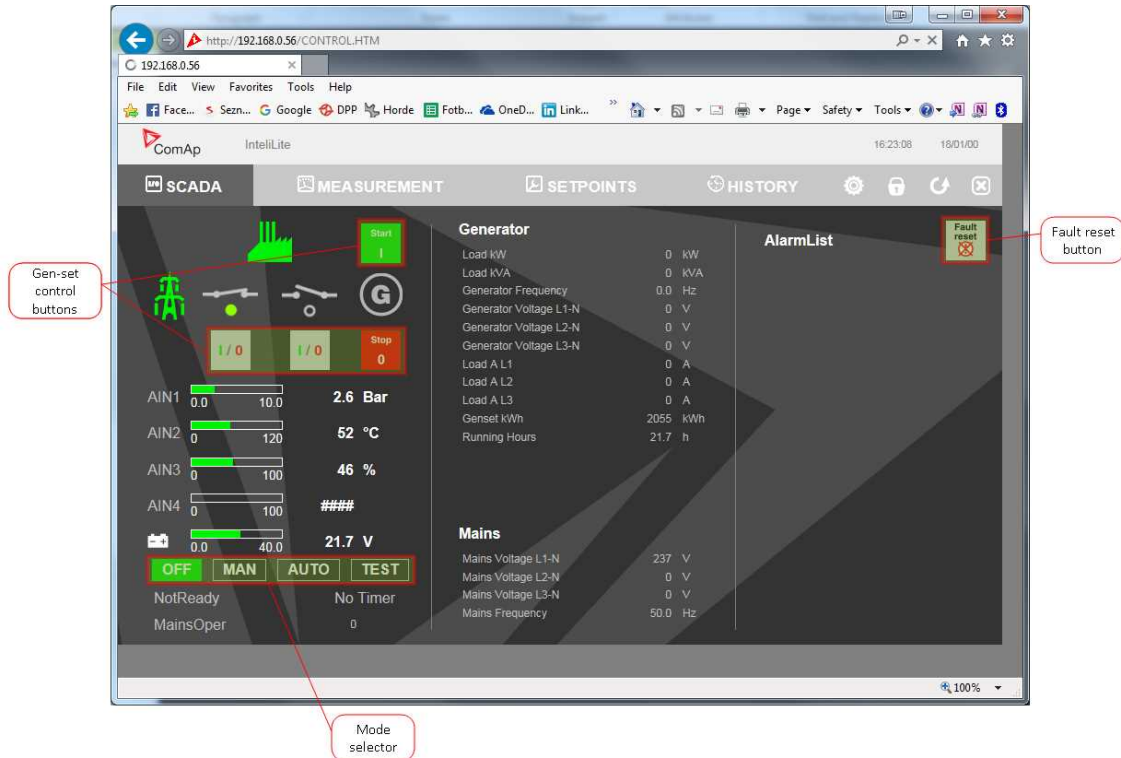 http://192.168.0.56/CONTROL.HTM
192.168.0.56
File Edit View Favorites Tools Help
Face... Sezn... Google DPP Horde Fotb... OneD... Link... » Page Safety Tools
ComAp InteliLite 16:23:08 18/01/00
SCADA MEASUREMENT SETPOINTS HISTORY
Start
I
Gen-set
control
buttons
G
I / 0 I / 0 Stop
0
AIN1 0.0 10.0 2.6 Bar
AIN2 0 120 52 °C
AIN3 0 100 46 %
AIN4 0 100 ####
0.0 40.0 21.7 V
OFF MAN AUTO TEST
NotReady No Timer
MainsOper 0
Mode
selector
Generator
Load kW 0 kW
Load kVA 0 kVA
Generator Frequency 0.0 Hz
Generator Voltage L1-N 0 V
Generator Voltage L2-N 0 V
Generator Voltage L3-N 0 V
Load A L1 0 A
Load A L2 0 A
Load A L3 0 A
Genset kWh 2055 kWh
Running Hours 21.7 h
Mains
Mains Voltage L1-N 237 V
Mains Voltage L2-N 0 V
Mains Voltage L3-N 0 V
Mains Frequency 50.0 Hz
AlarmList
Fault
reset
Fault reset
button
100%